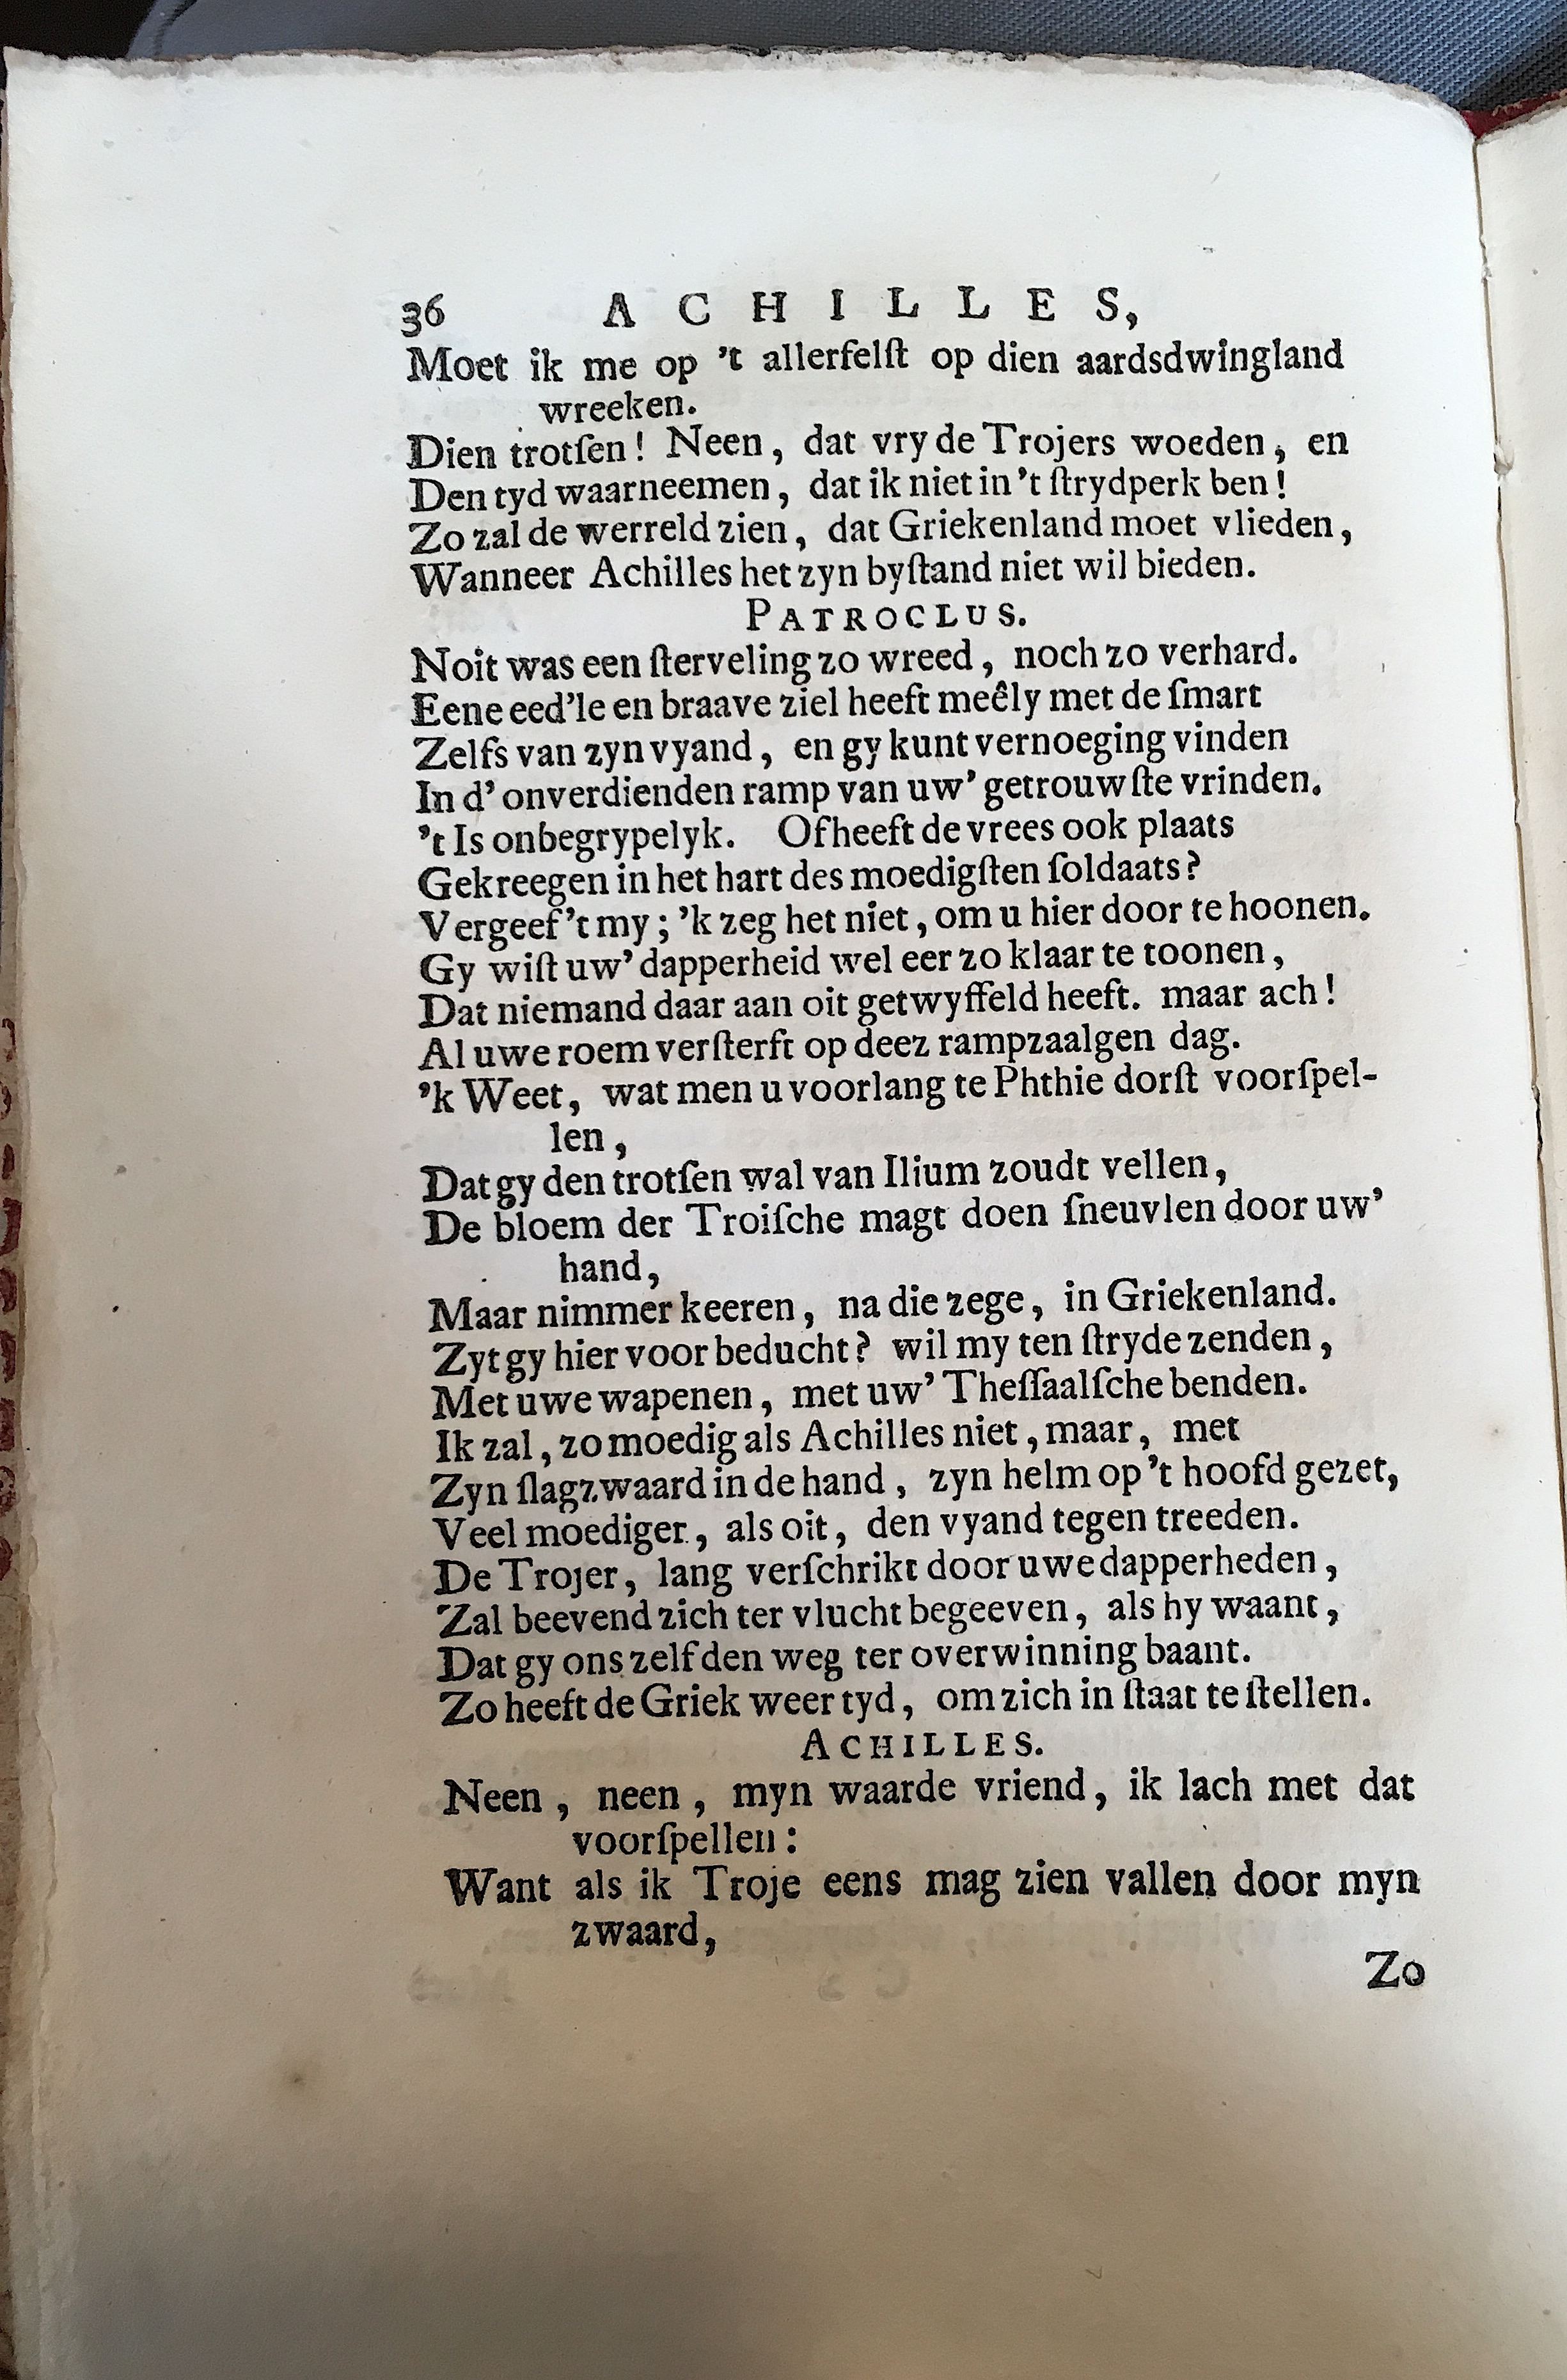 36 ACHILLES,
Moet ik me op 't allerfelſt op dien aardsdwingland
wreeken.
Dien trotſen! Neen, dat vry de Trojers woeden, en
Den tyd waarneemen, dat ik niet in 't ſtrydperk ben!
Zo zal de werreld zien, dat Griekenland moet vlieden,
Wanneer Achilles het zyn byſtand niet wil bieden.
PATROCLUS.
Noit was een ſterveling zo wreed, noch zo verhard.
Eene eed'le en braave ziel heeft meêly met de ſmart
Zelfs van zyn vyand, en gy kunt vernoeging vinden
In d' onverdienden ramp van uw' getrouwſte vrinden.
't Is onbegrypelyk. Of heeft de vrees ook plaats
Gekreegen in het hart des moedigſten ſoldaats?
Vergeef 't my; 'k zeg het niet, om u hier door te hoonen.
Gy wiſt uw' dapperheid wel eer zo klaar te toonen,
Dat niemand daar aan oit getwyffeld heeft. maar ach!
Al uwe roem verſterft op deez rampzaalgen dag.
'k Weet, wat men u voorlang te Phthie dorſt voorſpel-
len,
Dat gy den trotſen wal van Ilium zoudt vellen,
De bloem der Troiſche magt doen ſneuvlen door uw'
hand,
Maar nimmer keeren, na die zege, in Griekenland.
Zyt gy hier voor beducht? wil my ten ſtryde zenden,
Met uwe wapenen, met uw' Theſſaalſche benden.
Ik zal, zo moedig als Achilles niet, maar, met
Zyn ſlagzwaard in de hand, zyn helm op 't hoofd gezet,
Veel moediger, als oit, den vyand tegen treeden.
De Trojer, lang verſchrikt door uwe dapperheden,
Zal beevend zich ter vlucht begeeven, als hy waant,
Dat gy ons zelf den weg ter overwinning baant.
Zo heeft de Griek weer tyd, om zich in ſtaat te ſtellen.
ACHILLES.
Neen, neen, myn waarde vriend, ik lach met dat
voorſpellen:
Want als ik Troje eens mag zien vallen door myn
zwaard,
Zo